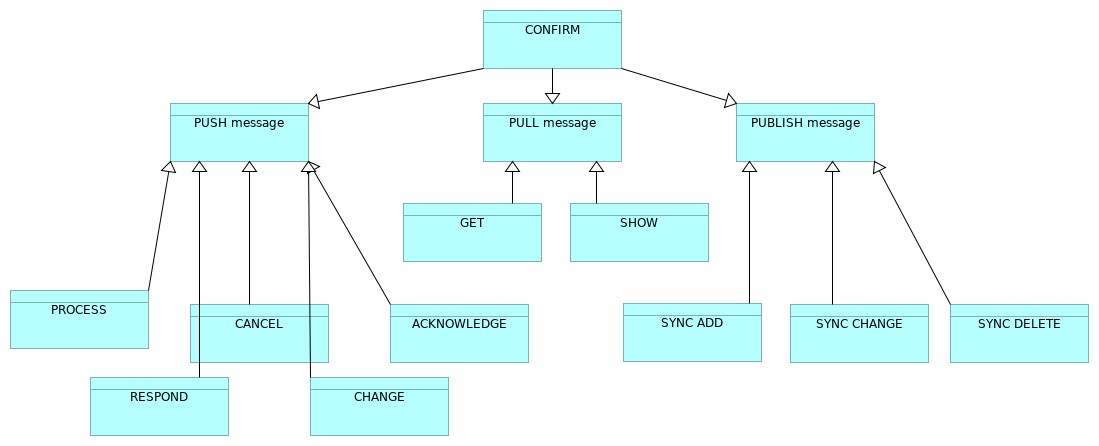 CONFIRM
PUSH message
PULL message
PUBLISH message
GET
SHOW
PROCESS
CANCEL
ACKNOWLEDGE
SYNC ADD
SYNC CHANGE
SYNC DELETE
RESPOND
CHANGE